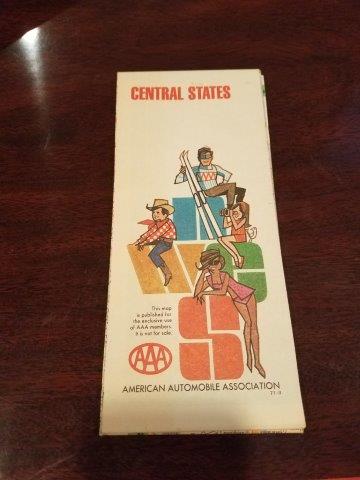 CENTRAL STATES
N
W E
S
This map
is published for
the exclusive use
of AAA members.
It is not for sale.
AAA
AMERICAN AUTOMOBILE ASSOCIATION